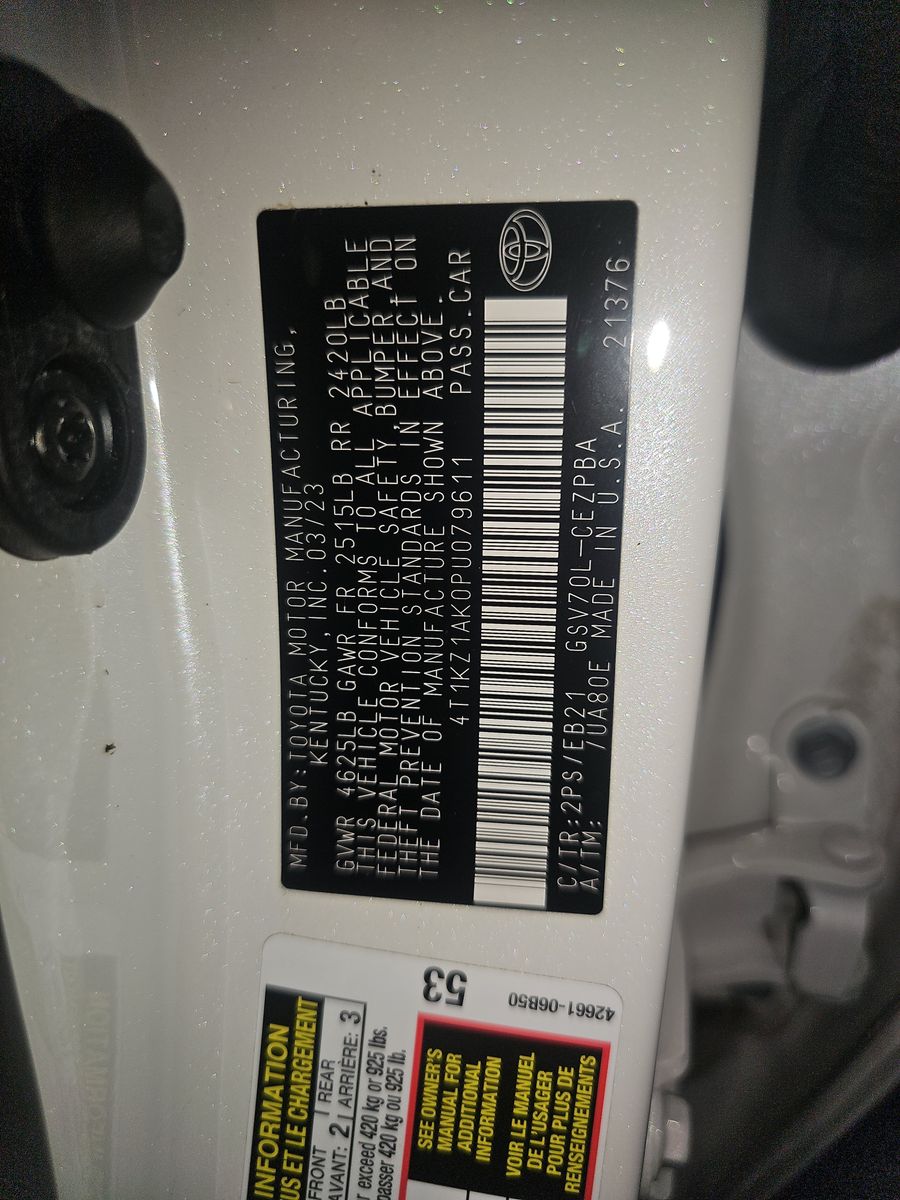 MFD.BY:TOYOTA MOTOR MANUFACTURING,
KENTUCKY,INC.03/23
GVWR 4625LB GAWR FR 2515LB RR 2420LB
THIS VEHICLE CONFORMS TO ALL APPLICABLE
FEDERAL MOTOR VEHICLE SAFETY,BUMPER,AND
THEFT PREVENTION STANDARDS IN EFFECT ON
THE DATE OF MANUFACTURE SHOWN ABOVE.
4T1KZ1AK0PU079611 PASS.CAR
C/TR:2PS/EB21 GSV70L-CEZPBA
A/TM: 7UA80E MADE IN U.S.A. 21376
INFORMATION
US ET LE CHARGEMENT
FRONT | REAR
AVANT: 2 | ARRIÈRE: 3
r exceed 420 kg or 925 lbs.
passer 420 kg ou 925 lb.
SEE OWNER'S
MANUAL FOR
ADDITIONAL
INFORMATION
VOIR LE MANUEL
DE L'USAGER
POUR PLUS DE
RENSEIGNEMENTS
53
42661-06B50